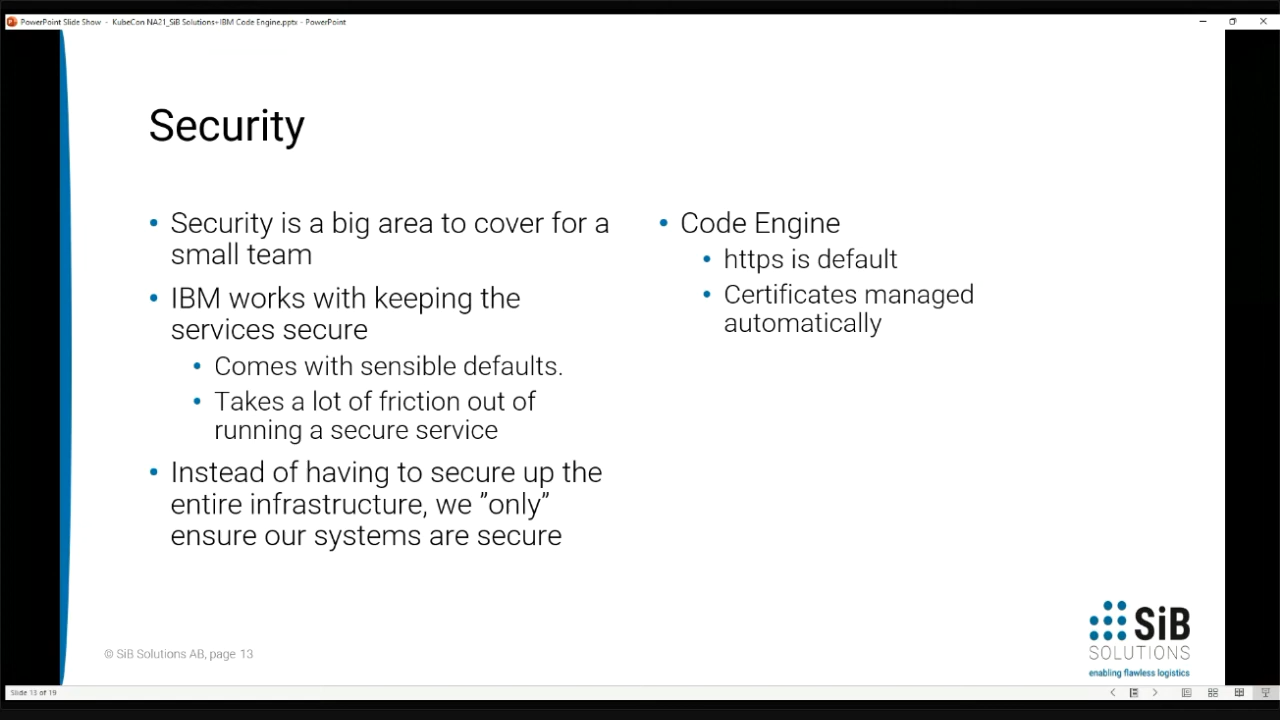 PowerPoint Slide Show - KubeCon NA21_SiB Solutions+IBM Code Engine.pptx - PowerPoint
Security
• Security is a big area to cover for a
small team
• IBM works with keeping the
services secure
• Comes with sensible defaults.
• Takes a lot of friction out of
running a secure service
• Instead of having to secure up the
entire infrastructure, we ”only”
ensure our systems are secure
• Code Engine
• https is default
• Certificates managed
automatically
© SiB Solutions AB, page 13
SiB
SOLUTIONS
enabling flawless logistics
Slide 13 of 19